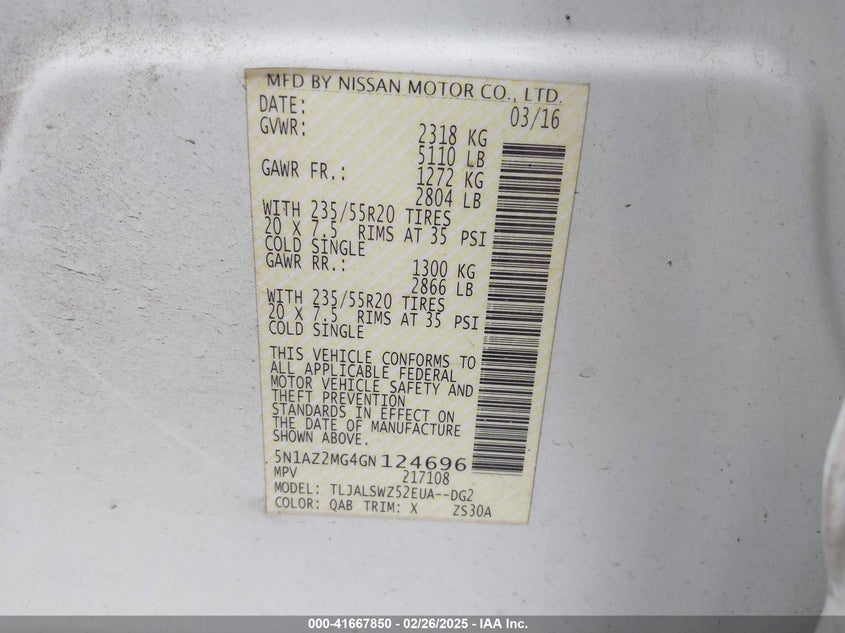 MFD BY NISSAN MOTOR CO., LTD.
DATE: 03/16
GVWR: 2318 KG
5110 LB
GAWR FR.: 1272 KG
2804 LB
WITH 235/55R20 TIRES
20 X 7.5 RIMS AT 35 PSI
COLD SINGLE
GAWR RR.: 1300 KG
2866 LB
WITH 235/55R20 TIRES
20 X 7.5 RIMS AT 35 PSI
COLD SINGLE
THIS VEHICLE CONFORMS TO
ALL APPLICABLE FEDERAL
MOTOR VEHICLE SAFETY AND
THEFT PREVENTION
STANDARDS IN EFFECT ON
THE DATE OF MANUFACTURE
SHOWN ABOVE.
5N1AZ2MG4GN124696
MPV 217108
MODEL: TLJALSWZ52EUA--DG2
COLOR: QAB TRIM: X ZS30A
000-41667850 - 02/26/2025 - IAA Inc.